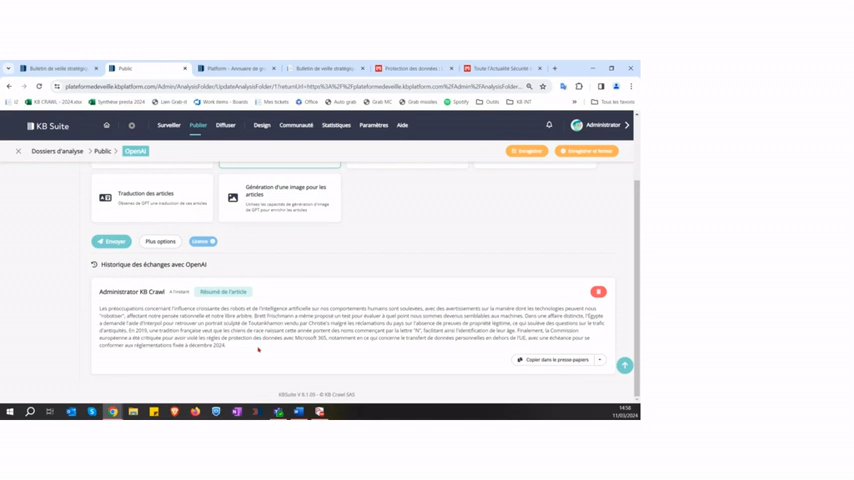 Bulletin de veille stratégiq
Public
Platform - Annuaire de pr
Bulletin de veille stratégiq
Protection des données :
Toute l'Actualité Sécurité
plateformedeveille.kbplatform.com/Admin/AnalysisFolder/UpdateAnalysisFolder/1?returnUrl=https%3A%2F%2Fplateformedeveille.kbplatform.com%2FAdmin%2FAnalysisFolder...
KB CRAWL - 2024.xlsx
Synthese presta 2024
Lien Grab-It
Work items - Boards
Mes tickets
Office
Auto grab
Grab MC
Grab missiles
Spotify
Outils
KB INT
»
Tous les favoris
KB Suite
Surveiller
Publier
Diffuser
Design
Communauté
Statistiques
Paramètres
Aide
Administrator
Dossiers d'analyse > Public > OpenAI
Enregistrer
Enregistrer et fermer
Traduction des articles
Obtenez de GPT une traduction de vos articles
Génération d'une image pour les
articles
Utilisez les capacités de génération d'image
de GPT pour enrichir les articles
Envoyer
Plus options
Licence
Historique des échanges avec OpenAI
Administrator KB Crawl
à l'instant
Résumé de l'article
Les préoccupations concernant l'influence croissante des robots et de l'intelligence artificielle sur nos comportements humains sont soulevées, avec des avertissements sur la manière dont les technologies peuvent nous
"robotiser", affectant notre pensée rationnelle et notre libre arbitre. Brett Frischmann a même proposé un test pour évaluer à quel point nous sommes devenus semblables aux machines. Dans une affaire distincte, l'Égypte
a demandé l'aide d'Interpol pour retrouver un portrait sculpté de Toutankhamon vendu par Christie's malgré les réclamations du pays sur l'absence de preuves de propriété légitime, ce qui soulève des questions sur le trafic
d'antiquités. En 2019, une tradition française veut que les chiens de race naissant cette année portent des noms commençant par la lettre "N", facilitant ainsi l'identification de leur âge. Finalement, la Commission
européenne a été critiquée pour avoir violé les règles de protection des données avec Microsoft 365, notamment en ce qui concerne le transfert de données personnelles en dehors de l'UE, avec une échéance pour se
conformer aux réglementations fixée à décembre 2024.
Copier dans le presse-papiers
KBSuite V 8.1.05 - © KB Crawl SAS
14:58
11/03/2024